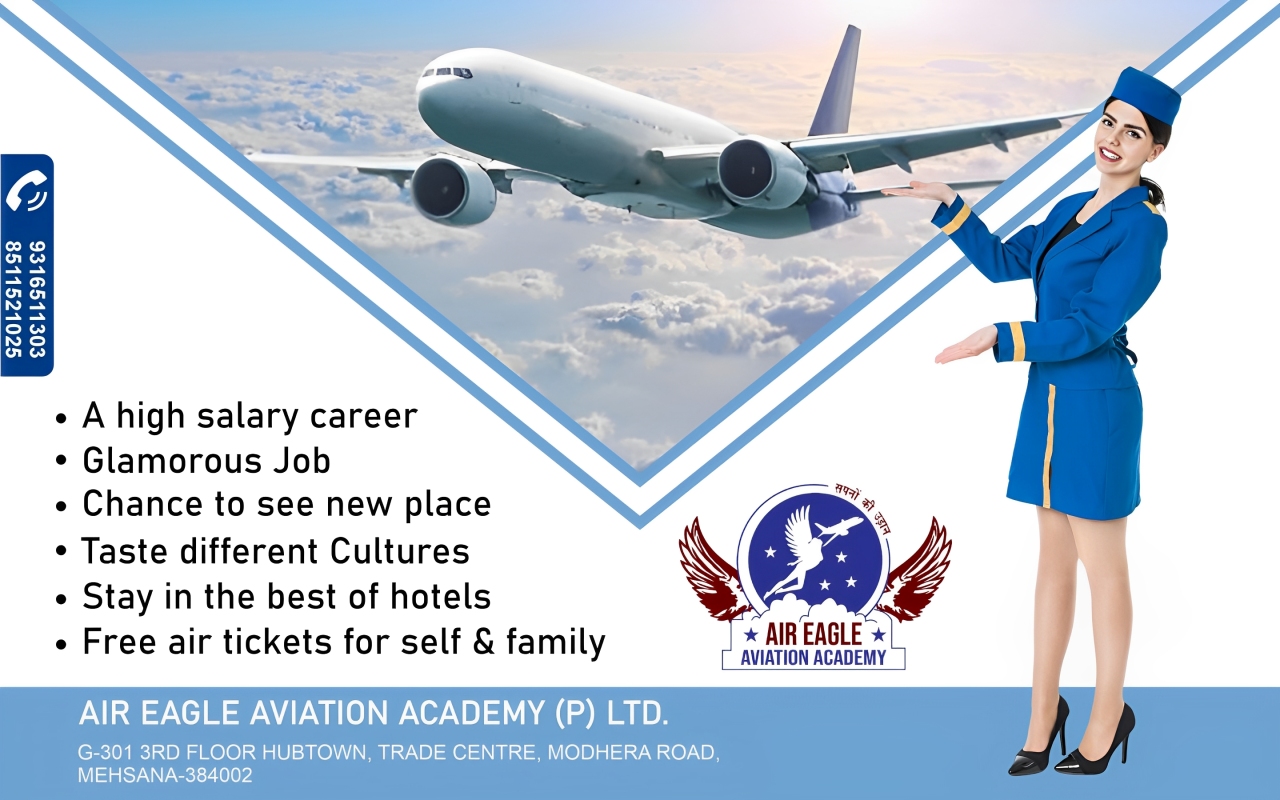 9316511303
8511521025
A high salary career
Glamorous Job
Chance to see new place
Taste different Cultures
Stay in the best of hotels
Free air tickets for self & family
सपनों की उड़ान
AIR EAGLE
AVIATION ACADEMY
AIR EAGLE AVIATION ACADEMY (P) LTD.
G-301 3RD FLOOR HUBTOWN, TRADE CENTRE, MODHERA ROAD,
MEHSANA-384002